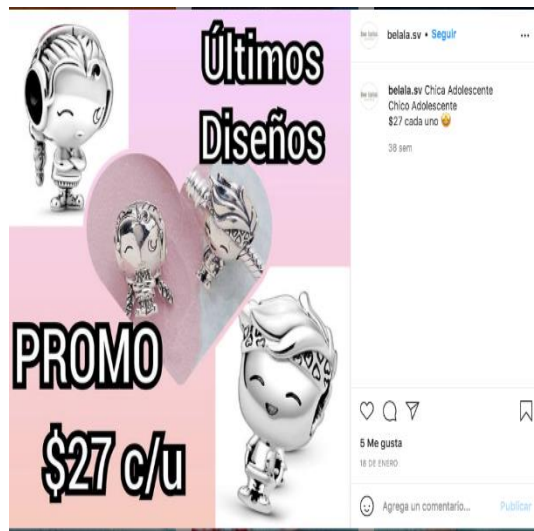 Últimos
Diseños
PROMO
$27 c/u
belala.sv • Seguir
belala.sv Chica Adolescente
Chico Adolescente
$27 cada uno 🤩
38 sem
5 Me gusta
18 DE ENERO
Agrega un comentario...
Publicar